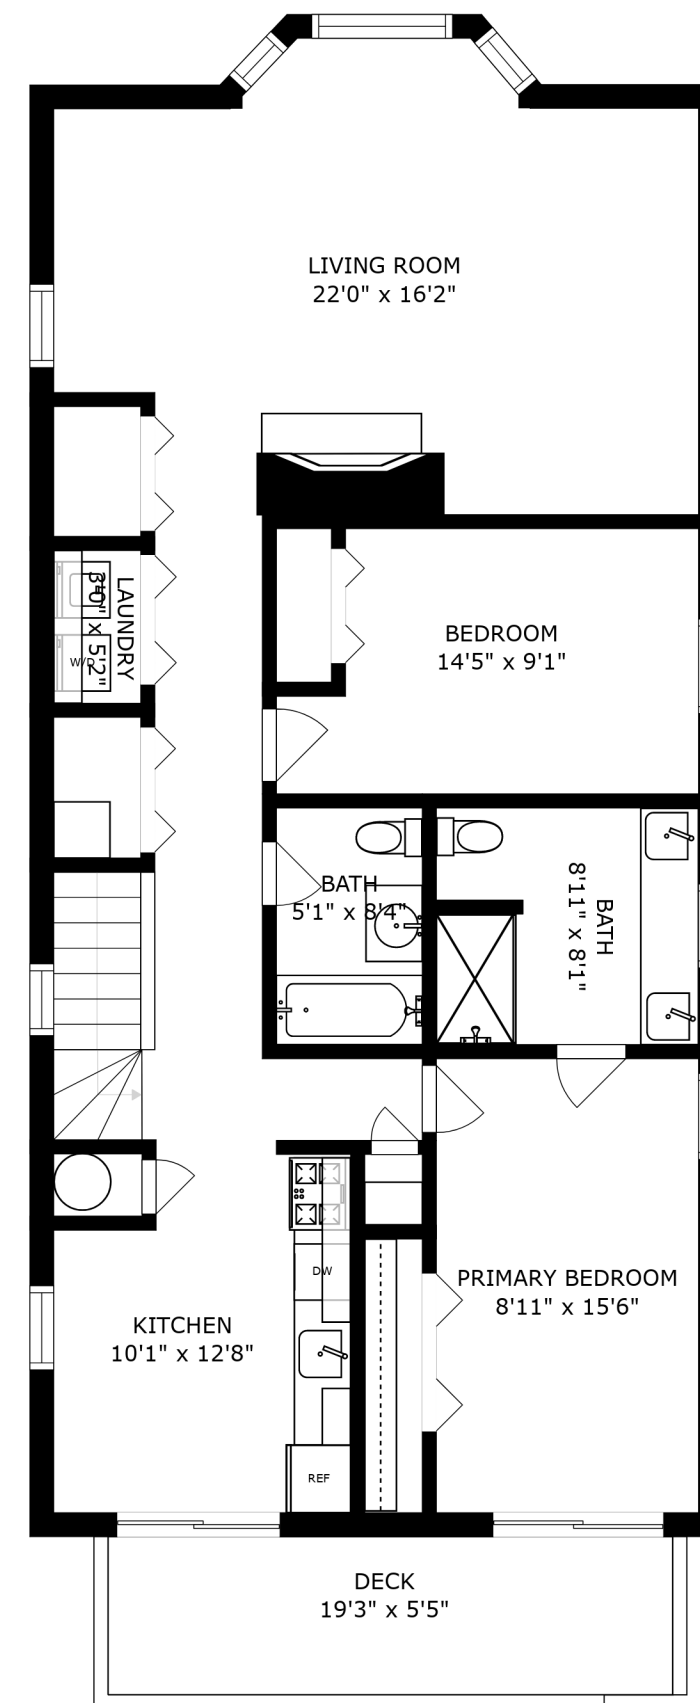 LIVING ROOM
22'0" x 16'2"
LAUNDRY
3'0" x 5'2"
W/D
BEDROOM
14'5" x 9'1"
BATH
5'1" x 8'4"
BATH
8'11" x 8'1"
DW
PRIMARY BEDROOM
8'11" x 15'6"
KITCHEN
10'1" x 12'8"
REF
DECK
19'3" x 5'5"